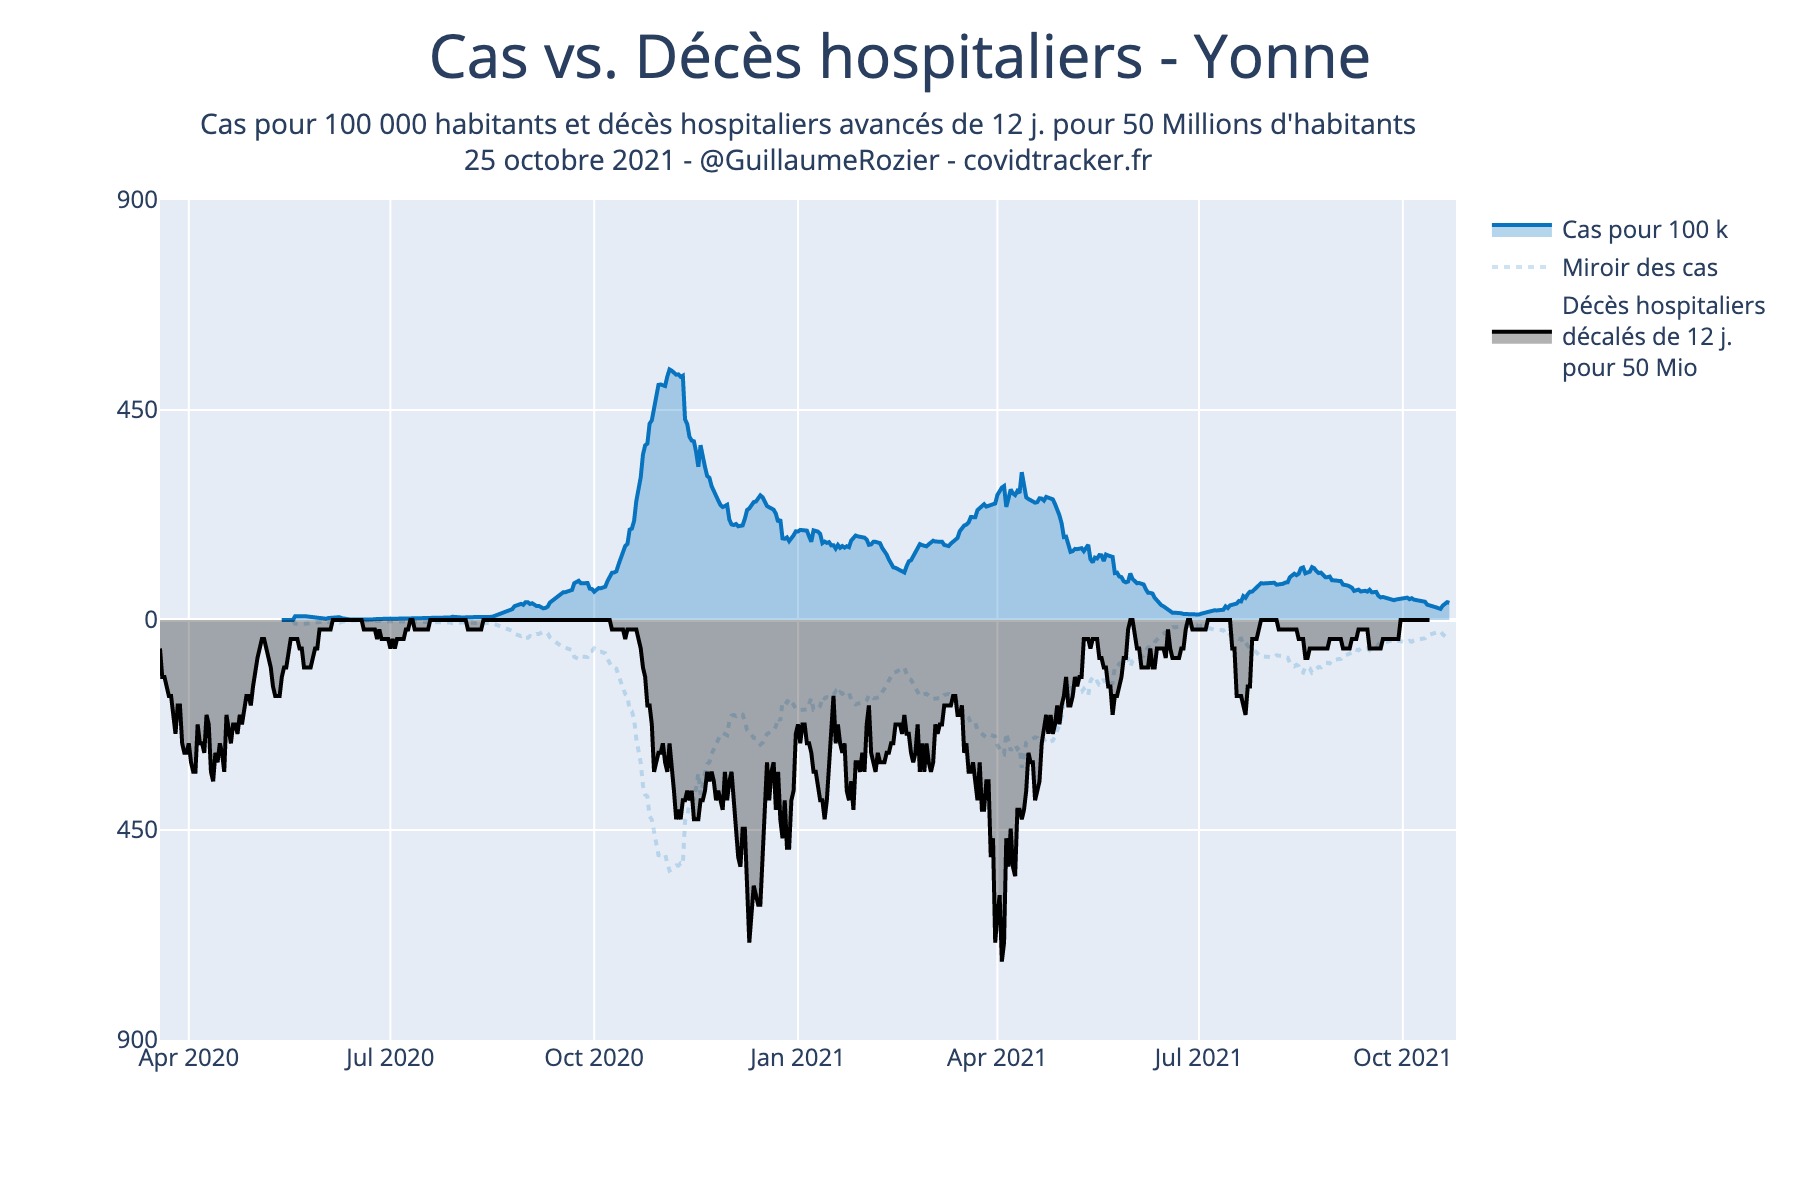 Cas vs. Décès hospitaliers - Yonne
Cas pour 100 000 habitants et décès hospitaliers avancés de 12 j. pour 50 Millions d'habitants
25 octobre 2021 - @GuillaumeRozier - covidtracker.fr
900
450
0
450
900
Apr 2020
Jul 2020
Oct 2020
Jan 2021
Apr 2021
Jul 2021
Oct 2021
Cas pour 100 k
Miroir des cas
Décès hospitaliers
décalés de 12 j.
pour 50 Mio